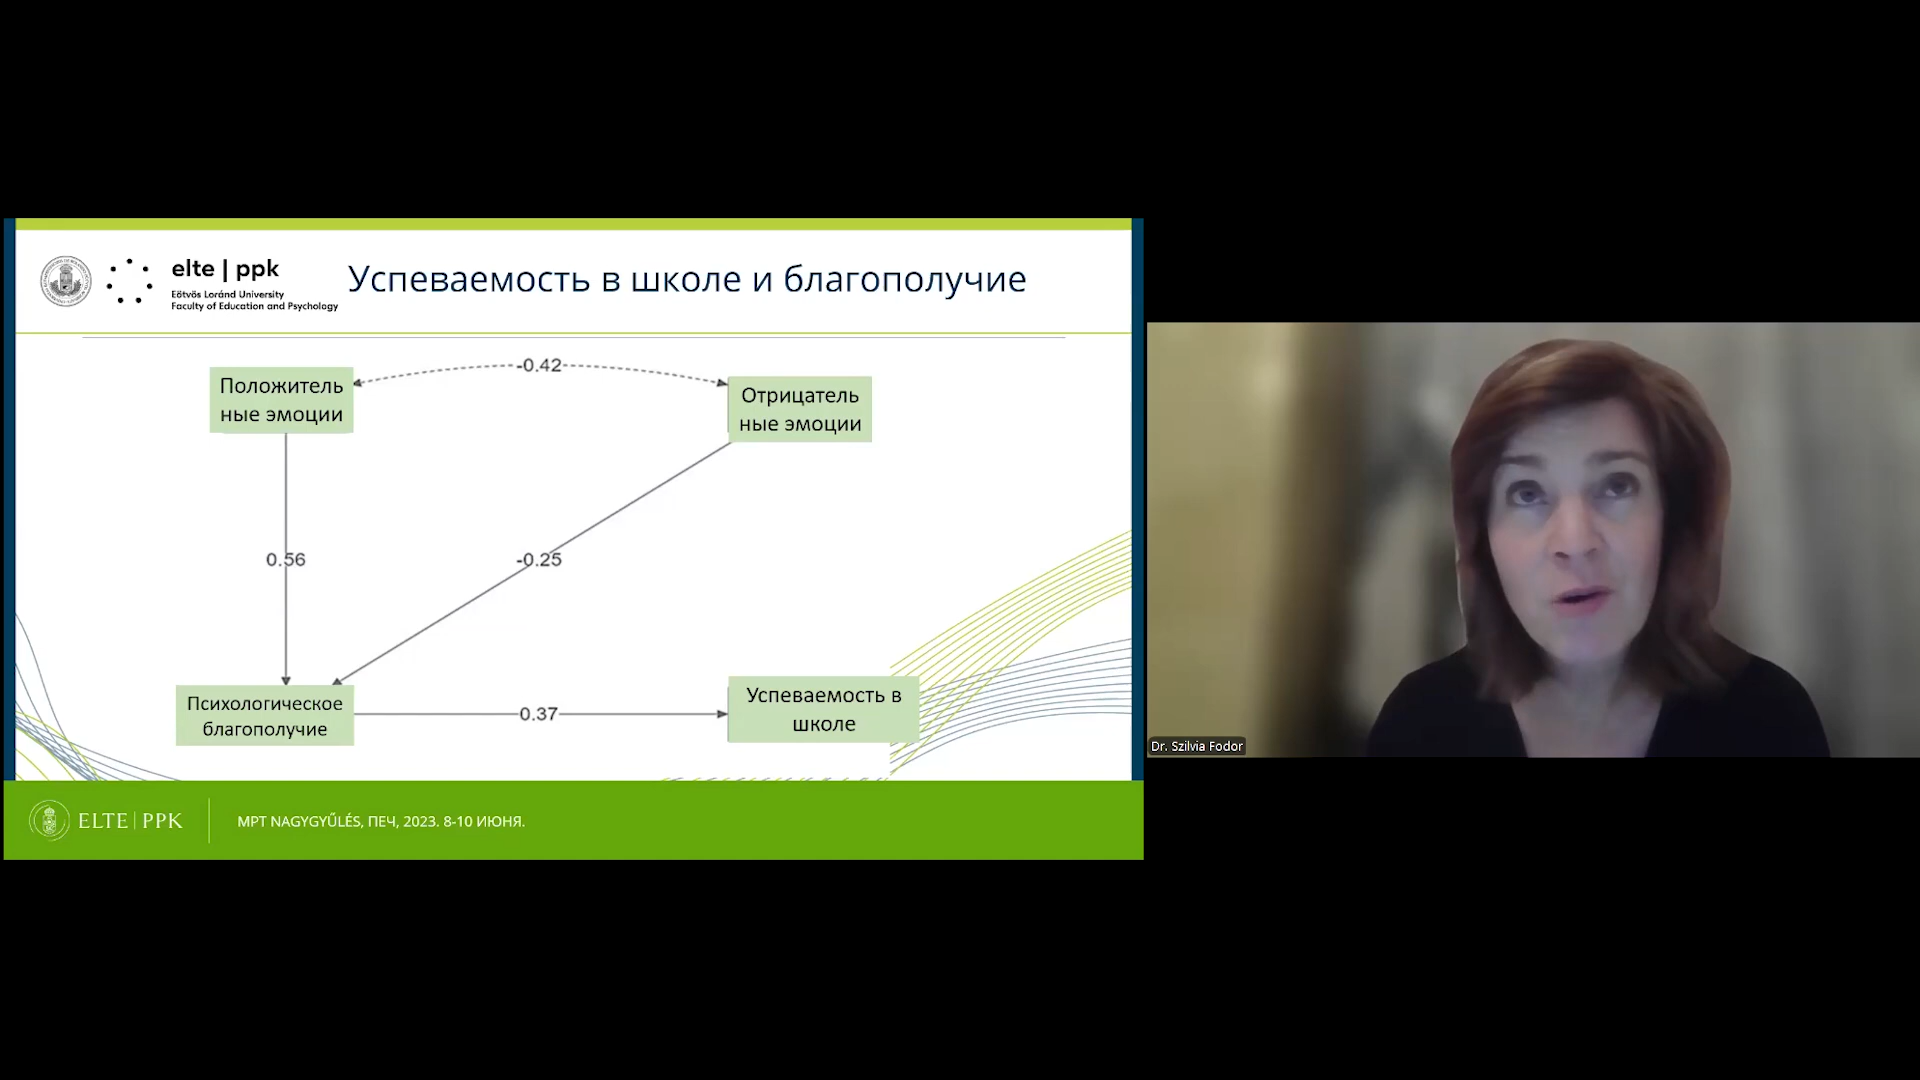 elte | ppk
Eötvös Loránd University
Faculty of Education and Psychology
Успеваемость в школе и благополучие
Положитель
ные эмоции
-0.42
Отрицатель
ные эмоции
0.56
-0.25
Психологическое
благополучие
0.37
Успеваемость в
школе
ELTE | PPK
MPT NAGYGYŰLÉS, ПЕЧ, 2023. 8-10 ИЮНЯ.
Dr. Szilvia Fodor